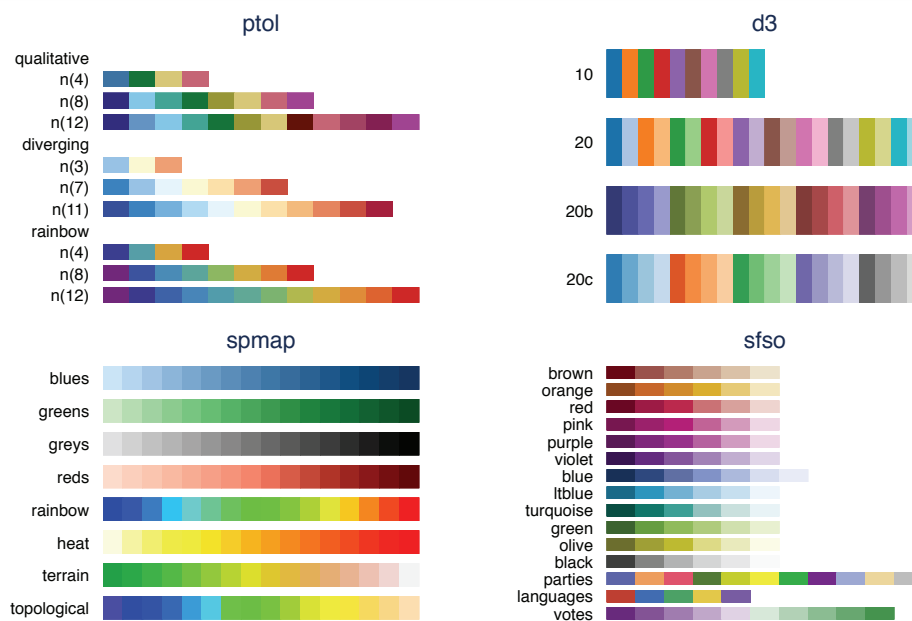 ptol
qualitative
n(4)
n(8)
n(12)
diverging
n(3)
n(7)
n(11)
rainbow
n(4)
n(8)
n(12)
d3
10
20
20b
20c
spmap
blues
greens
greys
reds
rainbow
heat
terrain
topological
sfso
brown
orange
red
pink
purple
violet
blue
ltblue
turquoise
green
olive
black
parties
languages
votes